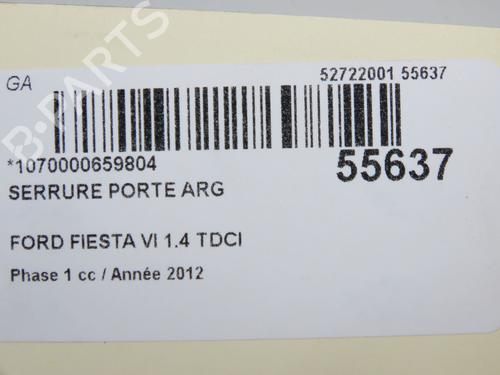 GA
52722001 55637
*1070000659804
55637
SERRURE PORTE ARG
FORD FIESTA VI 1.4 TDCI
Phase 1 cc / Année 2012
B-PARTS